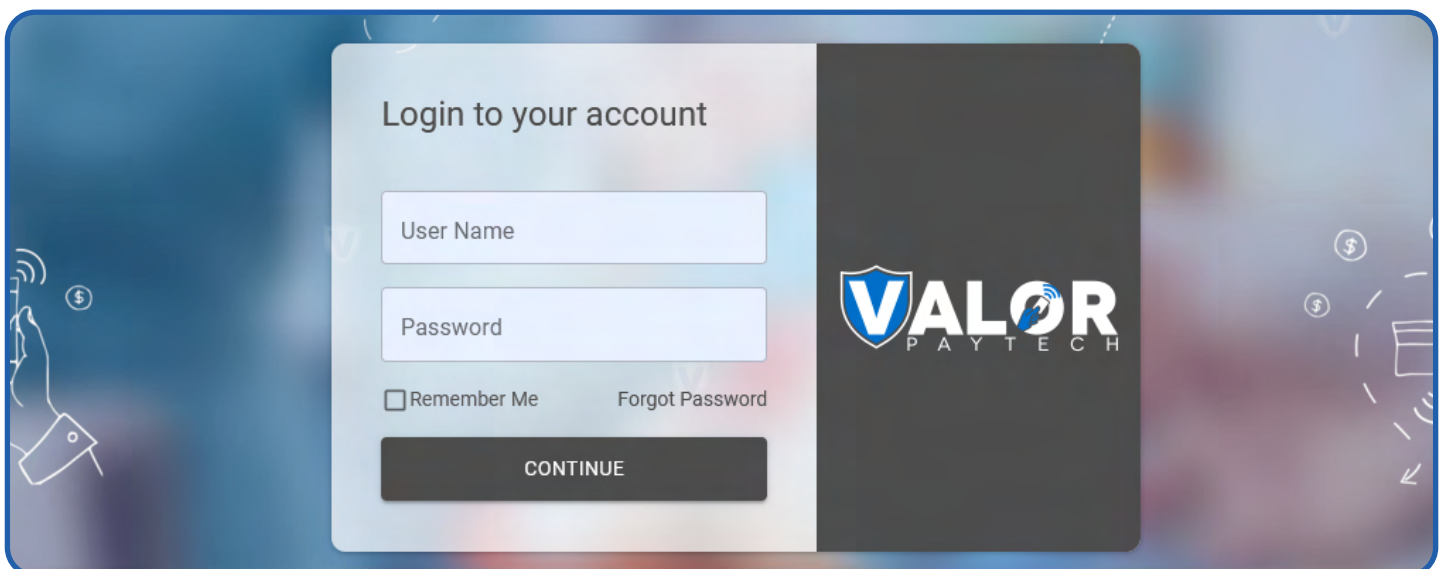 Login to your account
User Name
Password
Remember Me Forgot Password
CONTINUE
VALOR
PAYTECH